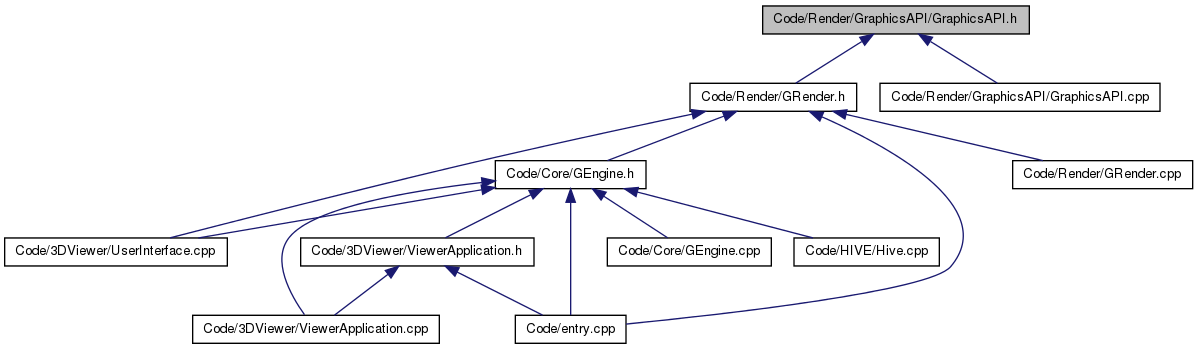 Code/Render/GraphicsAPI/GraphicsAPI.h
Code/Render/GRender.h
Code/Render/GraphicsAPI/GraphicsAPI.cpp
Code/Core/GEngine.h
Code/Render/GRender.cpp
Code/3DViewer/UserInterface.cpp
Code/3DViewer/ViewerApplication.h
Code/Core/GEngine.cpp
Code/HIVE/Hive.cpp
Code/3DViewer/ViewerApplication.cpp
Code/entry.cpp